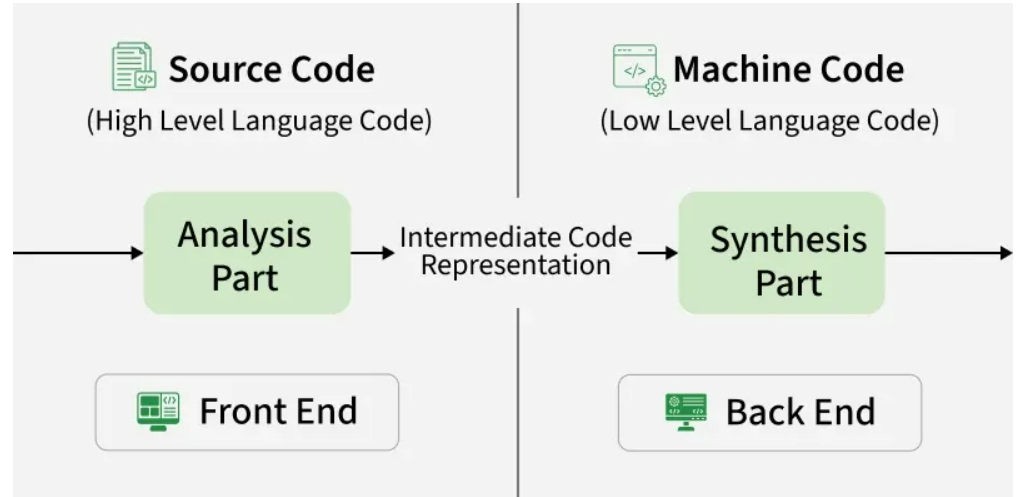 Source Code
(High Level Language Code)
Machine Code
(Low Level Language Code)
Analysis
Part
Intermediate Code
Representation
Synthesis
Part
Front End
Back End